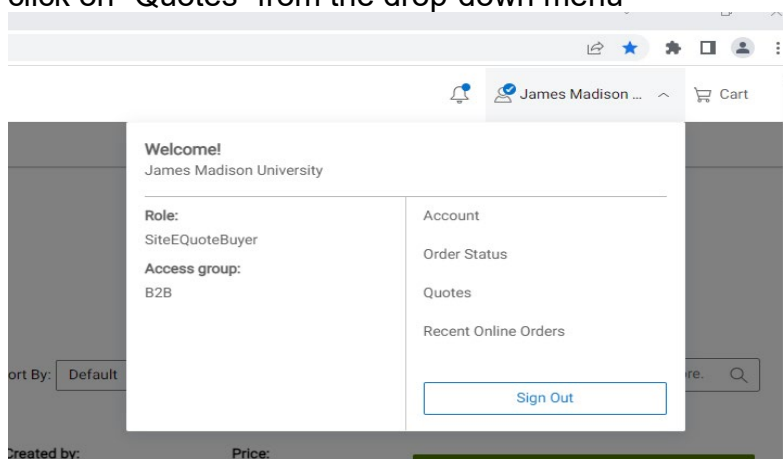 click on "Quotes" from the drop-down menu
James Madison ... Cart
Welcome!
James Madison University
Role:
SiteEQuoteBuyer
Access group:
B2B
Account
Order Status
Quotes
Recent Online Orders
Sign Out
ort By: Default
re.
Created by: Price: